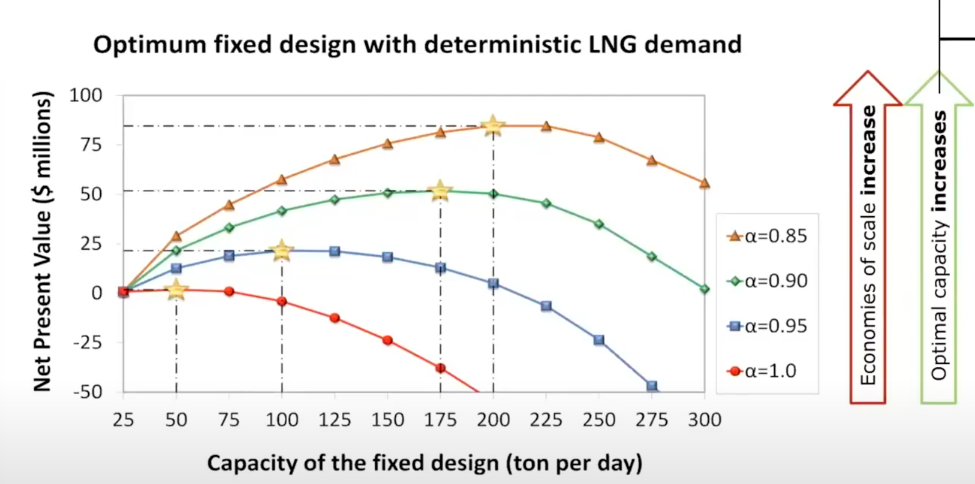 Optimum fixed design with deterministic LNG demand
Net Present Value ($ millions)
100
75
50
25
0
-25
-50
25 50 75 100 125 150 175 200 225 250 275 300
Capacity of the fixed design (ton per day)
α=0.85
α=0.90
α=0.95
α=1.0
Economies of scale increase
Optimal capacity increases